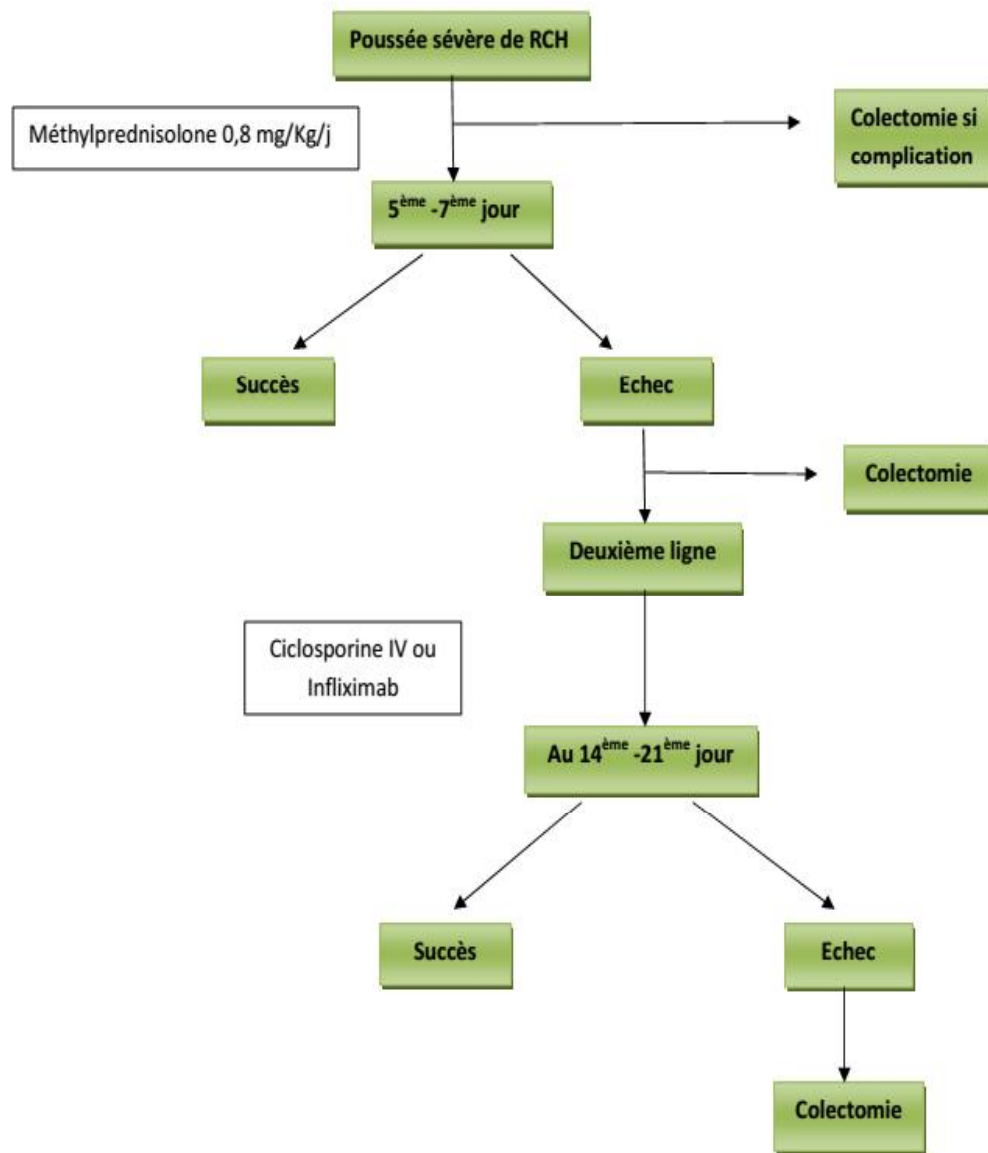 Poussée sévère de RCH
Méthylprednisolone 0,8 mg/Kg/j
Colectomie si
complication
5ème -7ème jour
Succès
Echec
Colectomie
Deuxième ligne
Ciclosporine IV ou
Infliximab
Au 14ème -21ème jour
Succès
Echec
Colectomie